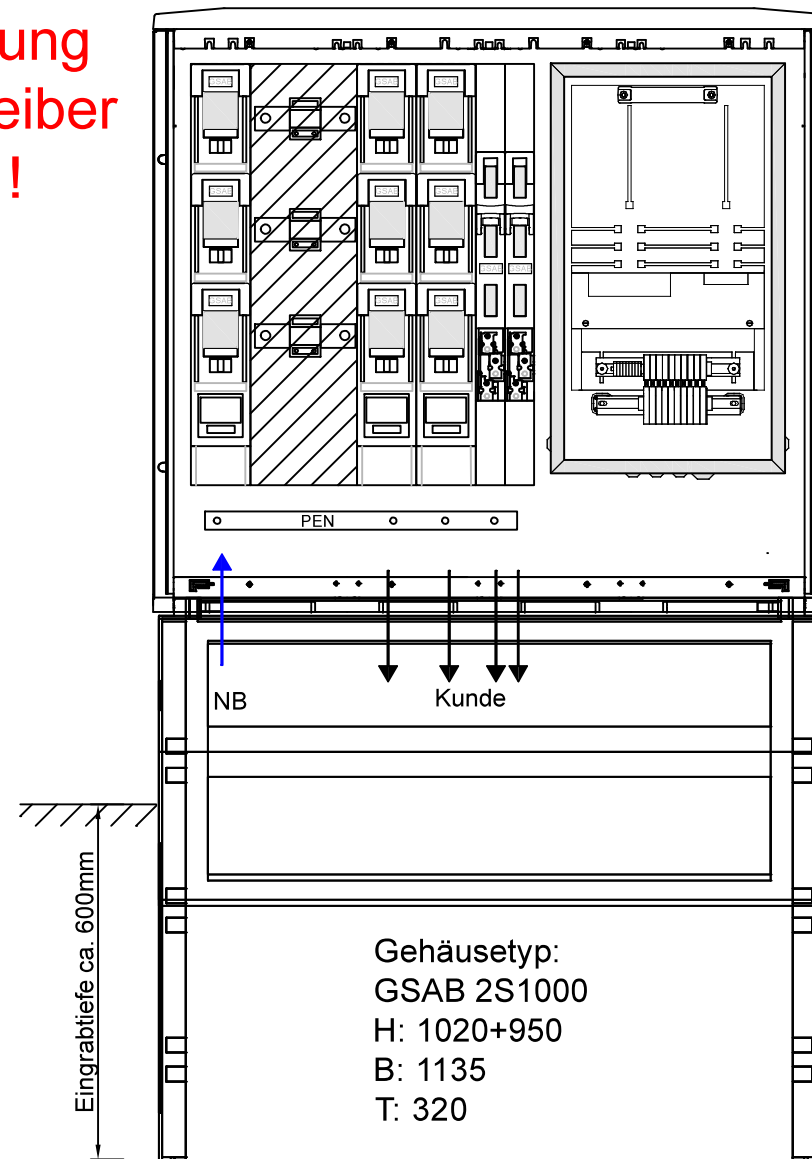 ung
eiber
!
GSAB
GSAB
GSAB
GSAB
GSAB
GSAB
GSAB
GSAB
GSAB
GSAB
GSAB
PEN
NB
Kunde
Eingrabtiefe ca. 600mm
Gehäusetyp:
GSAB 2S1000
H: 1020+950
B: 1135
T: 320